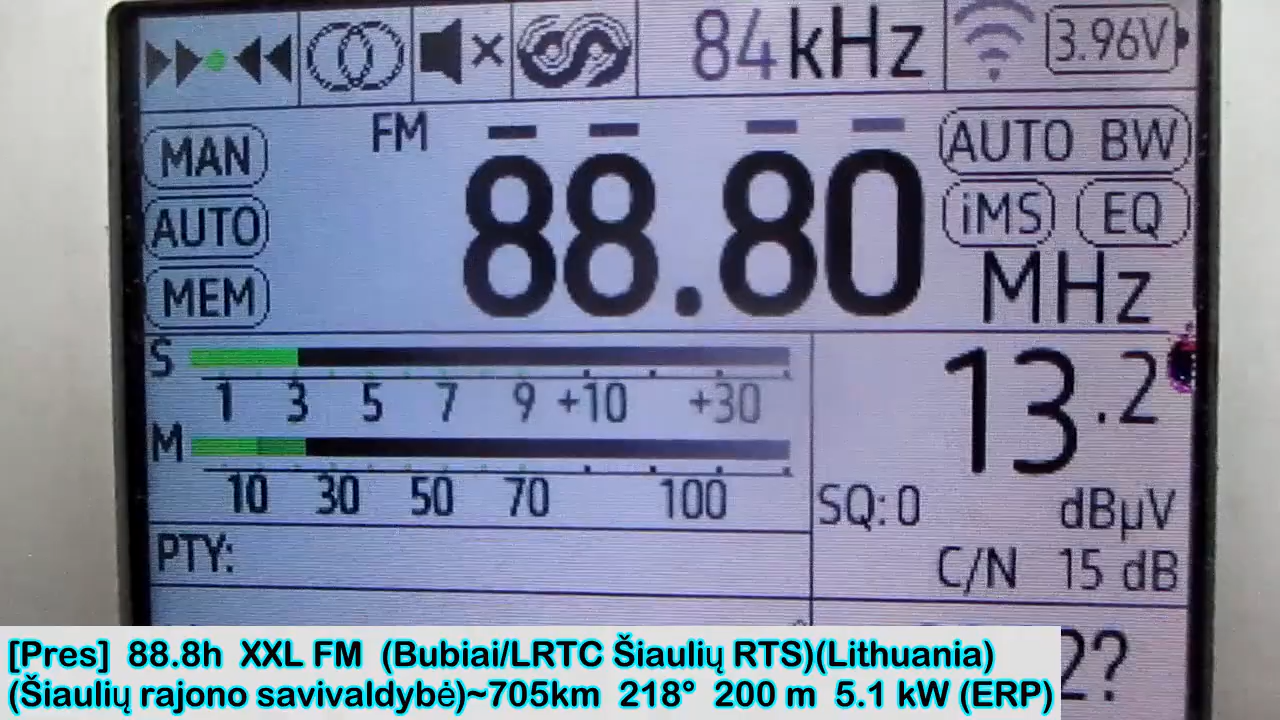 84kHz 3.96V
MAN FM 88.80 AUTO BW
AUTO iMS EQ
MEM MHz
S
1 3 5 7 9 +10 +30
13.2
M
10 30 50 70 100
SQ: 0 dBµV
PTY:
C/N 15 dB
2?
[Pres] 88.8h XXL FM (Bubiai/LRTC Šiaulių RTS)(Lithuania)
(Šiaulių rajono savivaldybė)~705km 218° 200 m 5.1 kW (ERP)